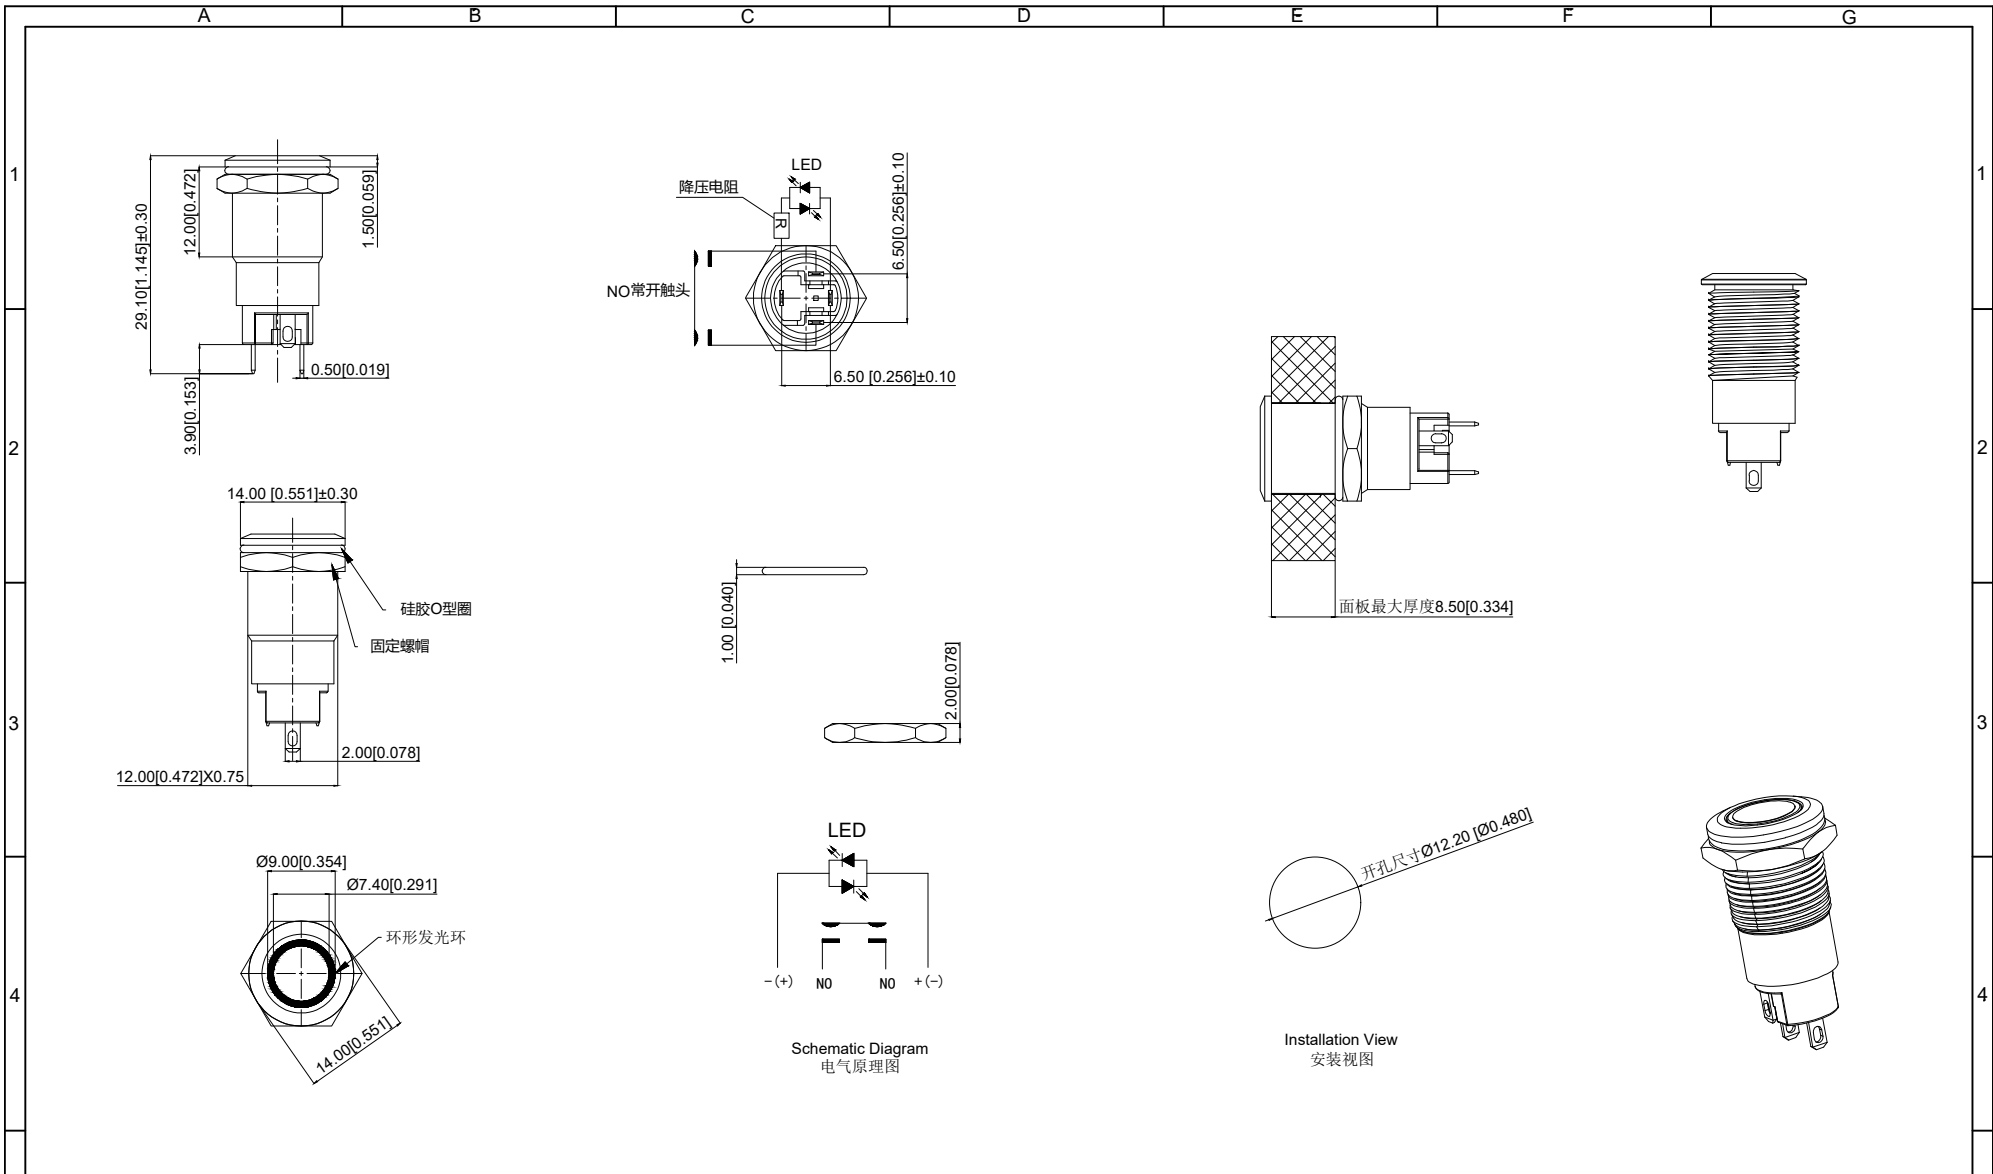 A B C D E F G
1
29.10[1.145]±0.30
12.00[0.472]
1.50[0.059]
3.90[0.153]
0.50[0.019]
LED
降压电阻
R
NO常开触头
6.50[0.256]±0.10
6.50 [0.256]±0.10
1
2
14.00 [0.551]±0.30
硅胶O型圈
固定螺帽
2.00[0.078]
12.00[0.472]X0.75
1.00 [0.040]
2.00[0.078]
面板最大厚度8.50[0.334]
2
3
3
Ø9.00[0.354]
Ø7.40[0.291]
环形发光环
14.00[0.551]
LED
-(+) NO NO +(-)
Schematic Diagram
电气原理图
开孔尺寸Ø12.20 [Ø0.480]
Installation View
安装视图
4
4